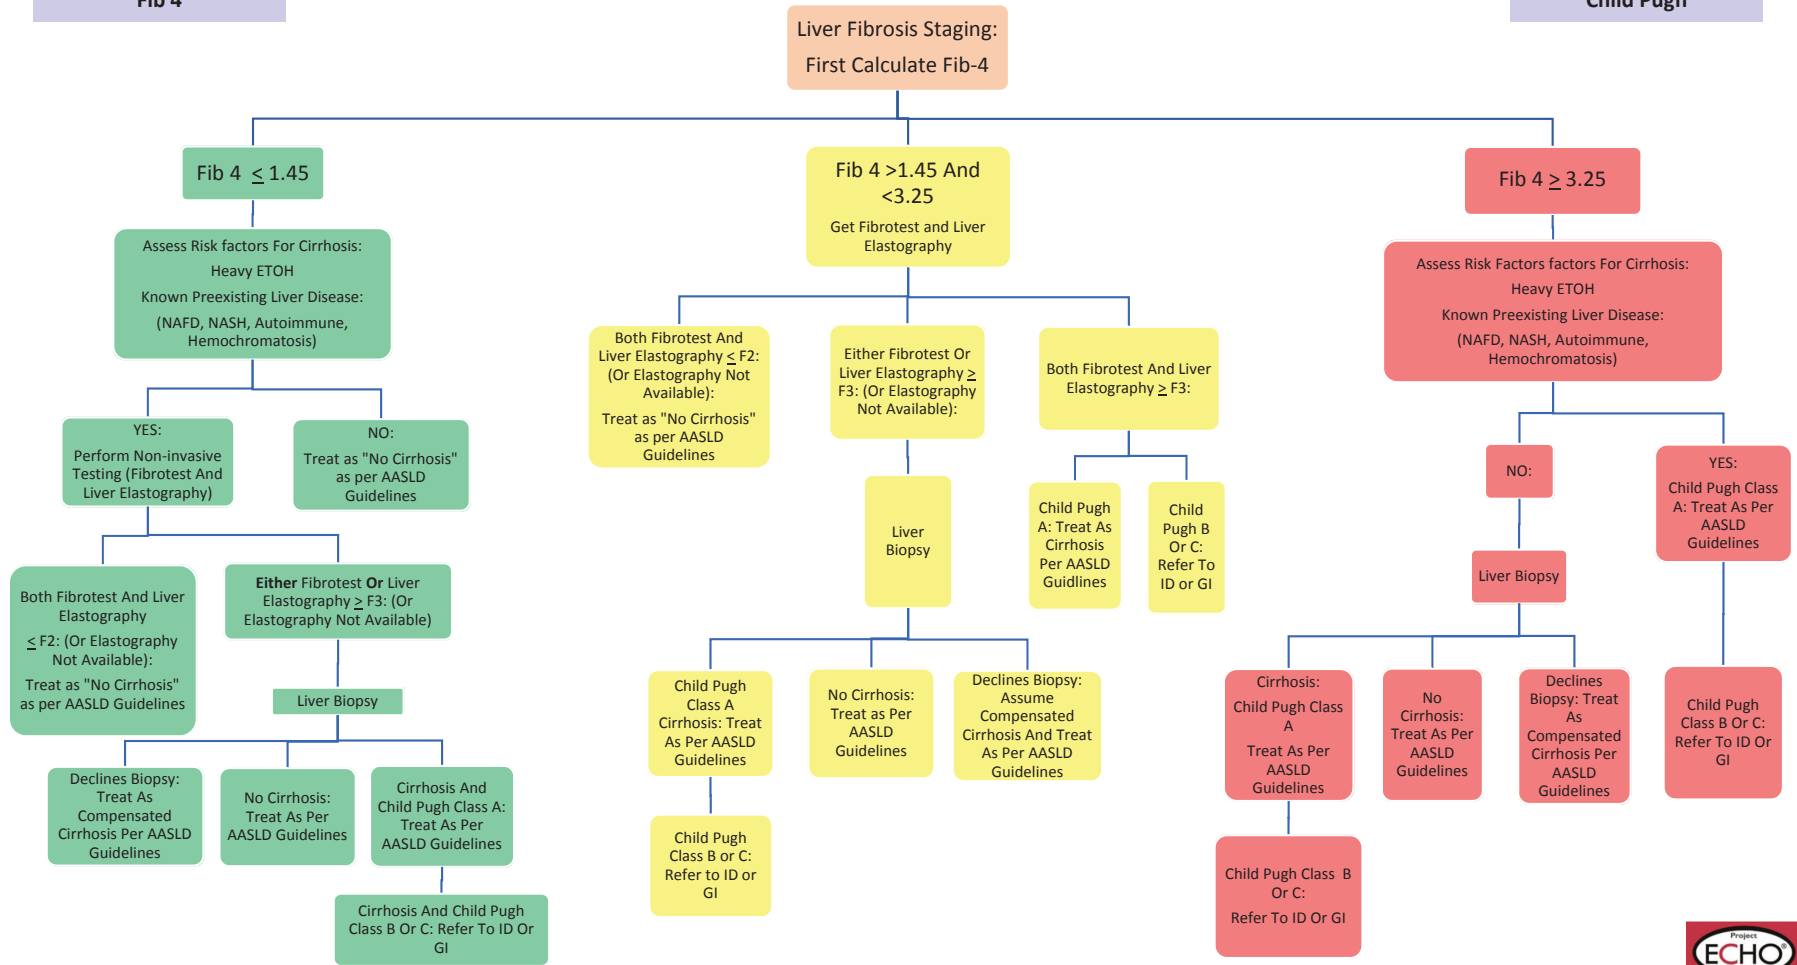 Fib 4
Child Pugh
Liver Fibrosis Staging:
First Calculate Fib-4
Fib 4 ≤ 1.45
Assess Risk factors For Cirrhosis:
Heavy ETOH
Known Preexisting Liver Disease:
(NAFD, NASH, Autoimmune,
Hemochromatosis)
YES:
Perform Non-invasive
Testing (Fibrotest And
Liver Elastography)
NO:
Treat as "No Cirrhosis"
as per AASLD
Guidelines
Both Fibrotest And Liver
Elastography
≤ F2: (Or Elastography
Not Available):
Treat as "No Cirrhosis"
as per AASLD Guidelines
Either Fibrotest Or Liver
Elastography ≥ F3: (Or
Elastography Not Available)
Liver Biopsy
Declines Biopsy:
Treat As
Compensated
Cirrhosis Per AASLD
Guidelines
No Cirrhosis:
Treat As Per
AASLD Guidelines
Cirrhosis And
Child Pugh Class A:
Treat As Per
AASLD Guidelines
Cirrhosis And Child Pugh
Class B Or C: Refer To ID Or
GI
Fib 4 >1.45 And
<3.25
Get Fibrotest and Liver
Elastography
Both Fibrotest And
Liver Elastography ≤ F2:
(Or Elastography Not
Available):
Treat as "No Cirrhosis"
as per AASLD
Guidelines
Either Fibrotest Or
Liver Elastography ≥
F3: (Or Elastography
Not Available):
Both Fibrotest And Liver
Elastography ≥ F3:
Liver
Biopsy
Child Pugh
A: Treat As
Cirrhosis
Per AASLD
Guidlines
Child
Pugh B
Or C:
Refer To
ID or GI
Child Pugh
Class A
Cirrhosis: Treat
As Per AASLD
Guidelines
No Cirrhosis:
Treat as Per
AASLD
Guidelines
Declines Biopsy:
Assume
Compensated
Cirrhosis And Treat
As Per AASLD
Guidelines
Child Pugh
Class B or C:
Refer to ID or
GI
Fib 4 ≥ 3.25
Assess Risk Factors factors For Cirrhosis:
Heavy ETOH
Known Preexisting Liver Disease:
(NAFD, NASH, Autoimmune,
Hemochromatosis)
NO:
YES:
Child Pugh Class
A: Treat As Per
AASLD
Guidelines
Liver Biopsy
Cirrhosis:
Child Pugh Class
A
Treat As Per
AASLD
Guidelines
No
Cirrhosis:
Treat As Per
AASLD
Guidelines
Declines
Biopsy: Treat
As
Compensated
Cirrhosis Per
AASLD
Guidelines
Child Pugh
Class B Or C:
Refer To ID Or
GI
Child Pugh Class B
Or C:
Refer To ID Or GI
Project
ECHO®